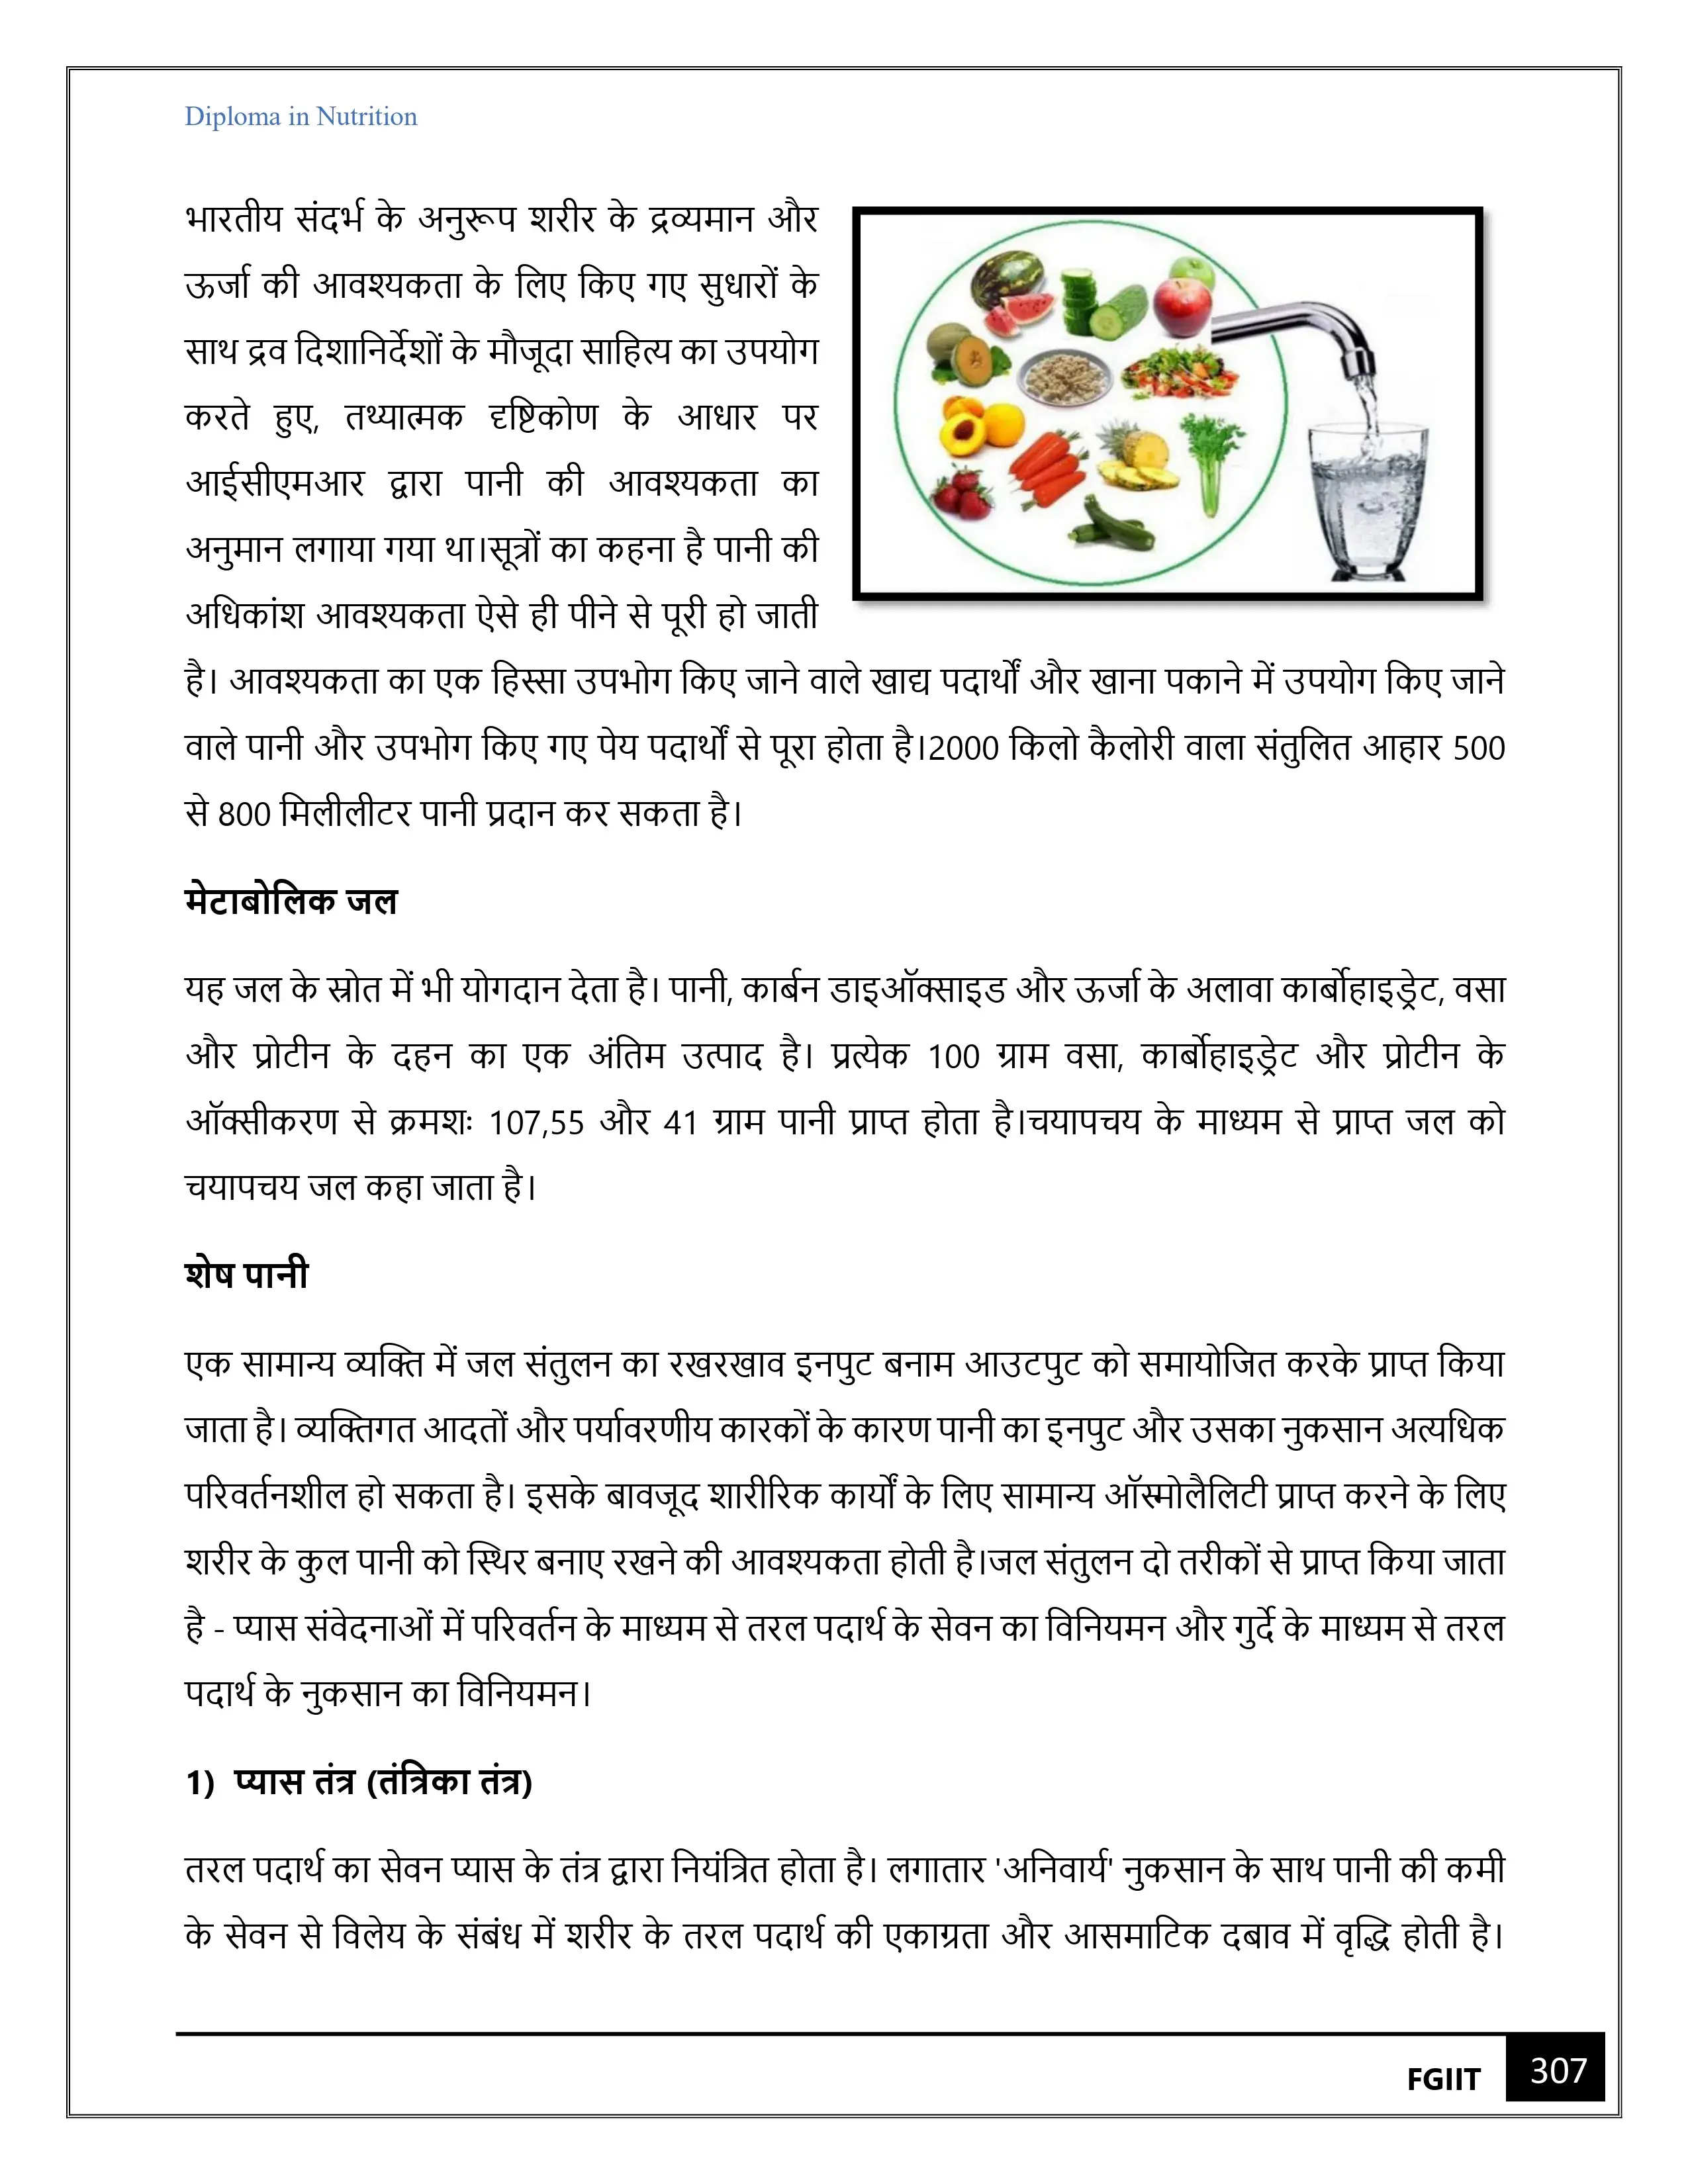 Diploma in Nutrition
भारतीय संदर्भ के अनुरूप शरीर के द्रव्यमान और
ऊर्जा की आवश्यकता के लिए किए गए सुधारों के
साथ द्रव दिशानिर्देशों के मौजूदा साहित्य का उपयोग
करते हुए, तथ्यात्मक दृष्टिकोण के आधार पर
आईसीएमआर द्वारा पानी की आवश्यकता का
अनुमान लगाया गया था।सूत्रों का कहना है पानी की
अधिकांश आवश्यकता ऐसे ही पीने से पूरी हो जाती
है। आवश्यकता का एक हिस्सा उपभोग किए जाने वाले खाद्य पदार्थों और खाना पकाने में उपयोग किए जाने
वाले पानी और उपभोग किए गए पेय पदार्थों से पूरा होता है।2000 किलो कैलोरी वाला संतुलित आहार 500
से 800 मिलीलीटर पानी प्रदान कर सकता है।
मेटाबोलिक जल
यह जल के स्रोत में भी योगदान देता है। पानी, कार्बन डाइऑक्साइड और ऊर्जा के अलावा कार्बोहाइड्रेट, वसा
और प्रोटीन के दहन का एक अंतिम उत्पाद है। प्रत्येक 100 ग्राम वसा, कार्बोहाइड्रेट और प्रोटीन के
ऑक्सीकरण से क्रमशः 107,55 और 41 ग्राम पानी प्राप्त होता है।चयापचय के माध्यम से प्राप्त जल को
चयापचय जल कहा जाता है।
शेष पानी
एक सामान्य व्यक्ति में जल संतुलन का रखरखाव इनपुट बनाम आउटपुट को समायोजित करके प्राप्त किया
जाता है। व्यक्तिगत आदतों और पर्यावरणीय कारकों के कारण पानी का इनपुट और उसका नुकसान अत्यधिक
परिवर्तनशील हो सकता है। इसके बावजूद शारीरिक कार्यों के लिए सामान्य ऑस्मोलैलिटी प्राप्त करने के लिए
शरीर के कुल पानी को स्थिर बनाए रखने की आवश्यकता होती है।जल संतुलन दो तरीकों से प्राप्त किया जाता
है - प्यास संवेदनाओं में परिवर्तन के माध्यम से तरल पदार्थ के सेवन का विनियमन और गुर्दे के माध्यम से तरल
पदार्थ के नुकसान का विनियमन।
1) प्यास तंत्र (तंत्रिका तंत्र)
तरल पदार्थ का सेवन प्यास के तंत्र द्वारा नियंत्रित होता है। लगातार 'अनिवार्य' नुकसान के साथ पानी की कमी
के सेवन से विलेय के संबंध में शरीर के तरल पदार्थ की एकाग्रता और आसमाटिक दबाव में वृद्धि होती है।
FGIIT 307